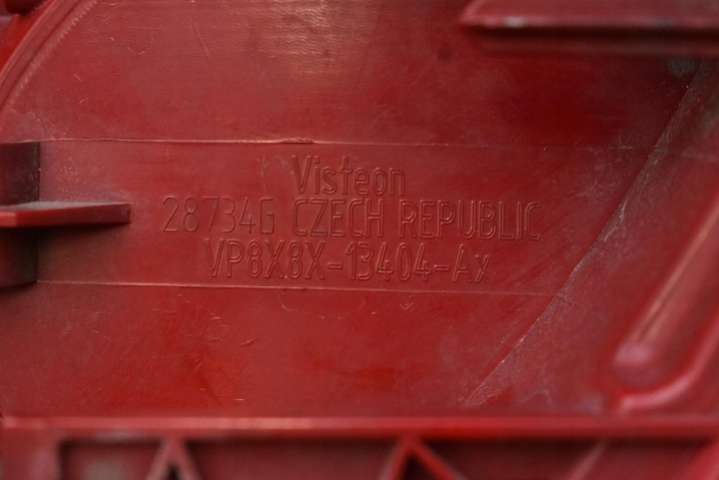 Visteon
28734G CZECH REPUBLIC
VP8X8X-13404-Ax